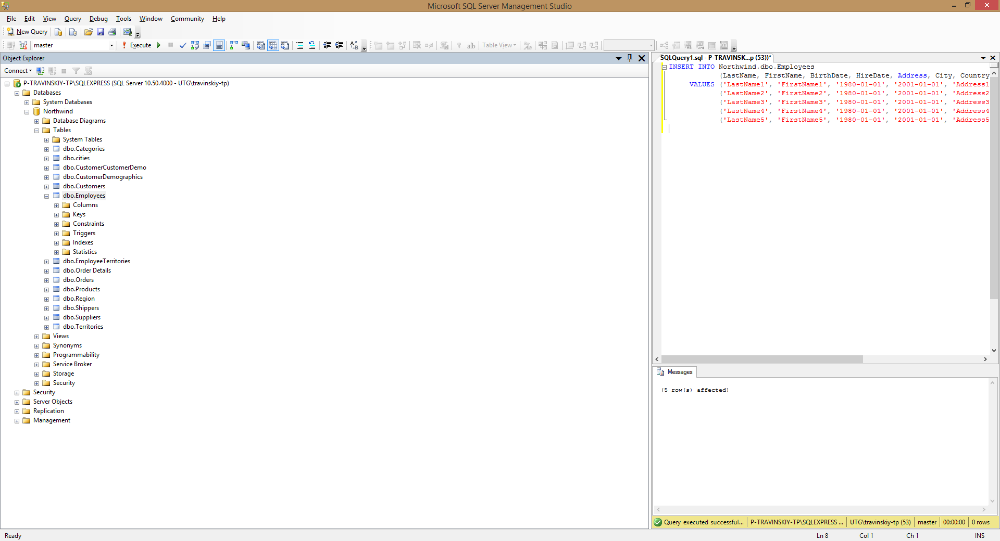 Microsoft SQL Server Management Studio
File Edit View Query Debug Tools Window Community Help
New Query
master Execute Table View
Object Explorer
Connect
P-TRAVINSKIY-TP\SQLEXPRESS (SQL Server 10.50.4000 - UTG\travinskiy-tp)
Databases
System Databases
Northwind
Database Diagrams
Tables
System Tables
dbo.Categories
dbo.cities
dbo.CustomerCustomerDemo
dbo.CustomerDemographics
dbo.Customers
dbo.Employees
Columns
Keys
Constraints
Triggers
Indexes
Statistics
dbo.EmployeeTerritories
dbo.Order Details
dbo.Orders
dbo.Products
dbo.Region
dbo.Shippers
dbo.Suppliers
dbo.Territories
Views
Synonyms
Programmability
Service Broker
Storage
Security
Security
Server Objects
Replication
Management
SQLQuery1.sql - P-TRAVINSK...p (53))*
INSERT INTO Northwind.dbo.Employees
(LastName, FirstName, BirthDate, HireDate, Address, City, Country
VALUES ('LastName1', 'FirstName1', '1980-01-01', '2001-01-01', 'Address1
('LastName2', 'FirstName2', '1980-01-01', '2001-01-01', 'Address2
('LastName3', 'FirstName3', '1980-01-01', '2001-01-01', 'Address3
('LastName4', 'FirstName4', '1980-01-01', '2001-01-01', 'Address4
('LastName5', 'FirstName5', '1980-01-01', '2001-01-01', 'Address5
Messages
(5 row(s) affected)
Query executed successful... P-TRAVINSKIY-TP\SQLEXPRESS ... UTG\travinskiy-tp (53) master 00:00:00 0 rows
Ready Ln 8 Col 1 Ch 1 INS